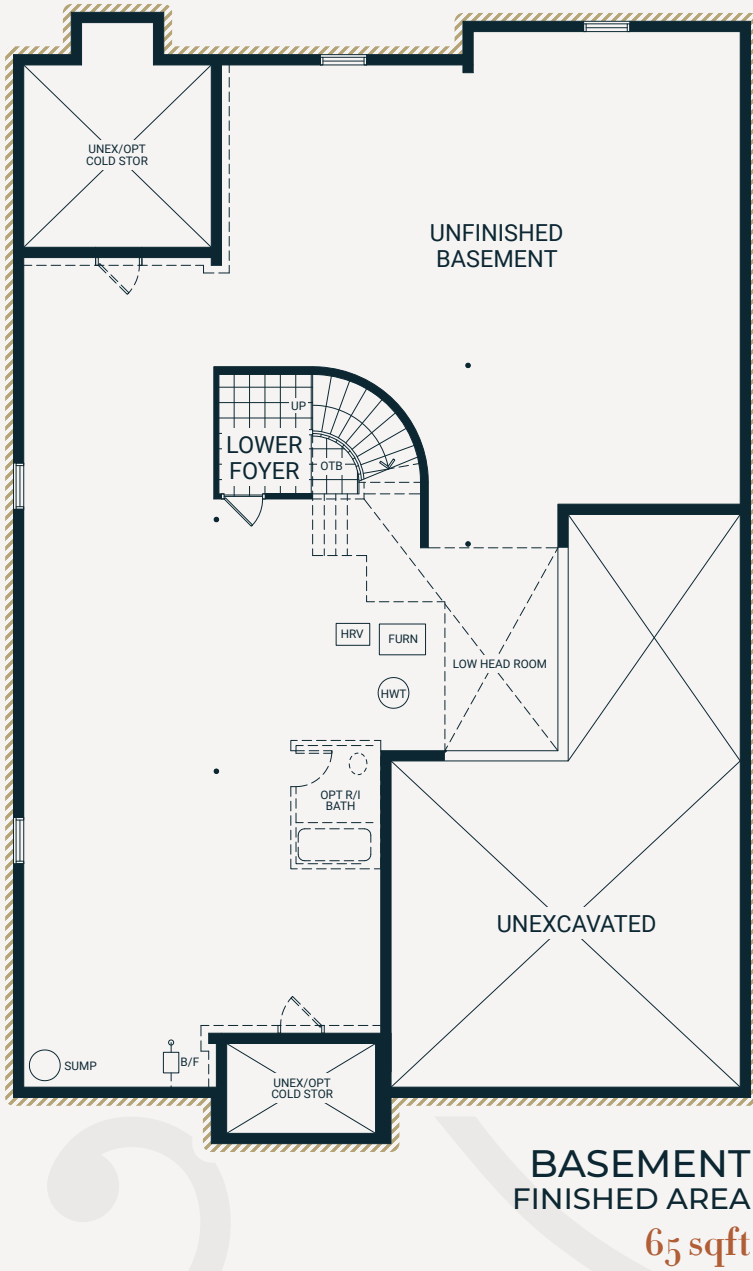 UNEX/OPT
COLD STOR
UNFINISHED
BASEMENT
UP
LOWER
FOYER
OTB
HRV
FURN
LOW HEAD ROOM
HWT
OPT R/I
BATH
UNEXCAVATED
SUMP
B/F
UNEX/OPT
COLD STOR
BASEMENT
FINISHED AREA
65 sqft